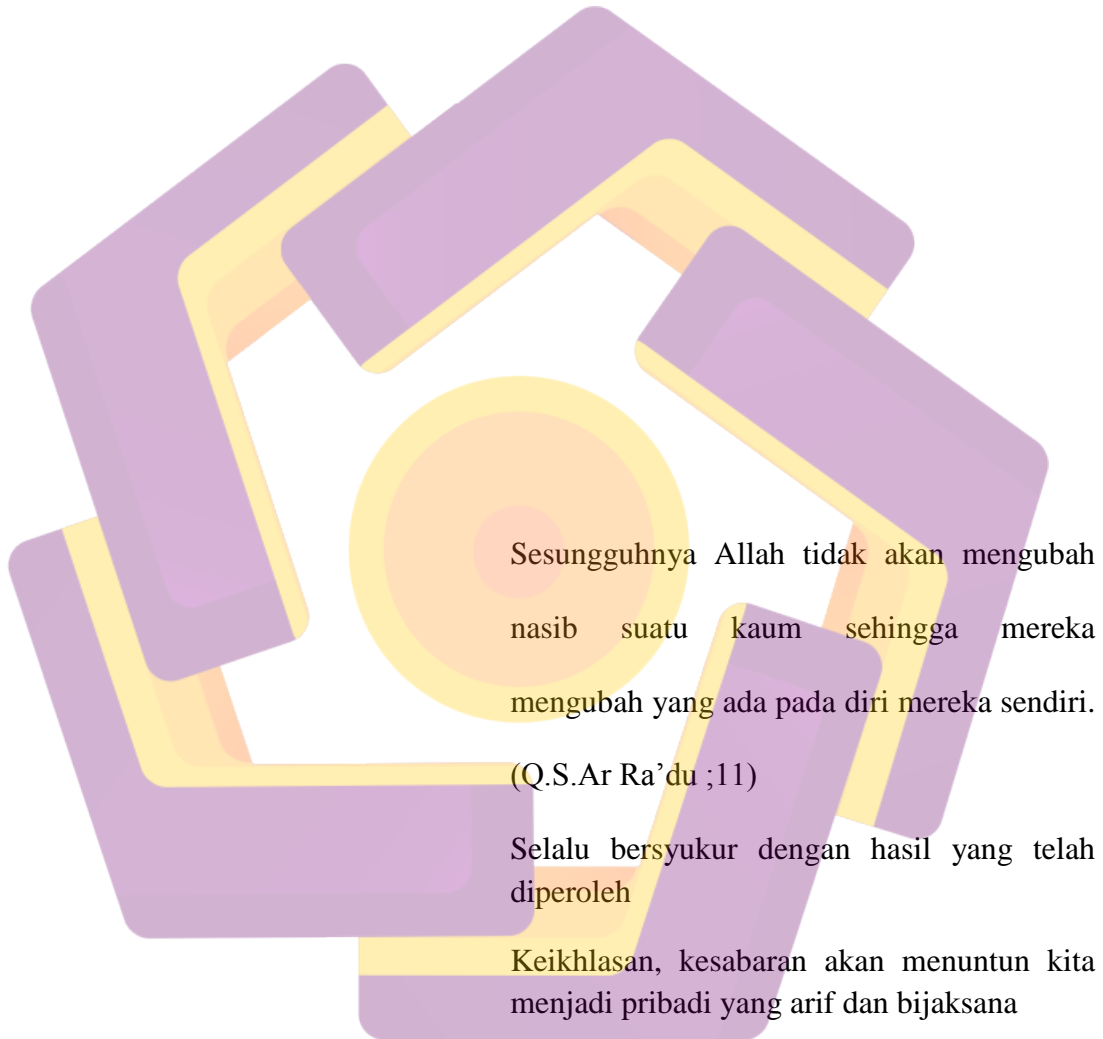 Sesungguhnya Allah tidak akan mengubah
nasib suatu kaum sehingga mereka
mengubah yang ada pada diri mereka sendiri.
(Q.S.Ar Ra’du ;11)
Selalu bersyukur dengan hasil yang telah
diperoleh
Keikhlasan, kesabaran akan menuntun kita
menjadi pribadi yang arif dan bijaksana